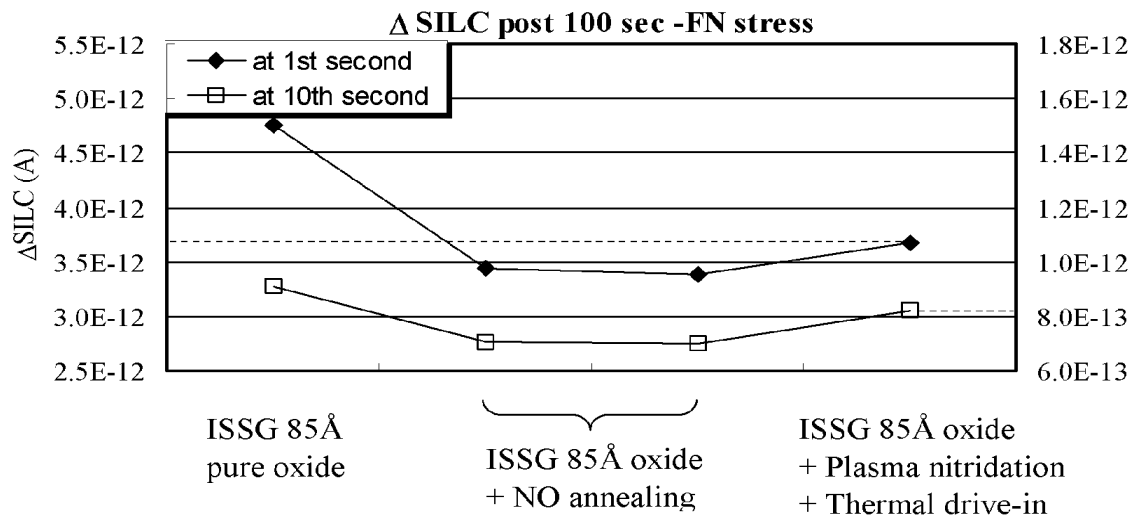 Δ SILC post 100 sec -FN stress
at 1st second
at 10th second
ΔSILC (A)
5.5E-12
5.0E-12
4.5E-12
4.0E-12
3.5E-12
3.0E-12
2.5E-12
1.8E-12
1.6E-12
1.4E-12
1.2E-12
1.0E-12
8.0E-13
6.0E-13
ISSG 85Å
pure oxide
ISSG 85Å oxide
+ NO annealing
ISSG 85Å oxide
+ Plasma nitridation
+ Thermal drive-in